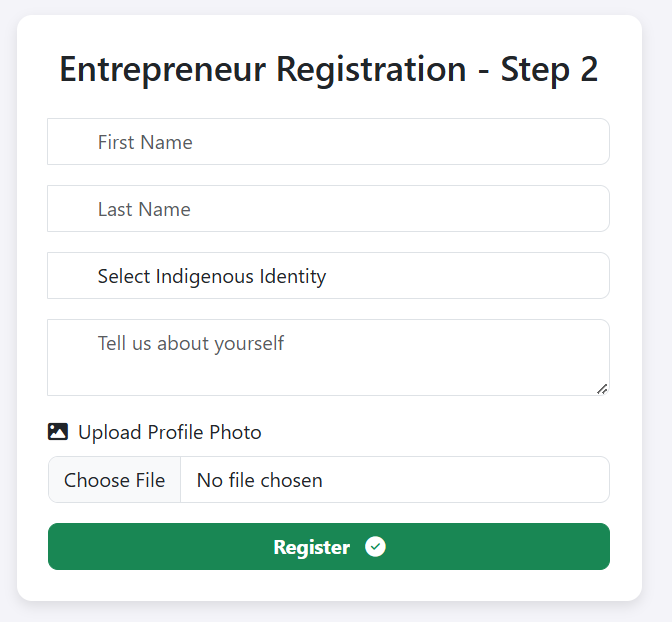 Entrepreneur Registration - Step 2
First Name
Last Name
Select Indigenous Identity
Tell us about yourself
Upload Profile Photo
Choose File No file chosen
Register